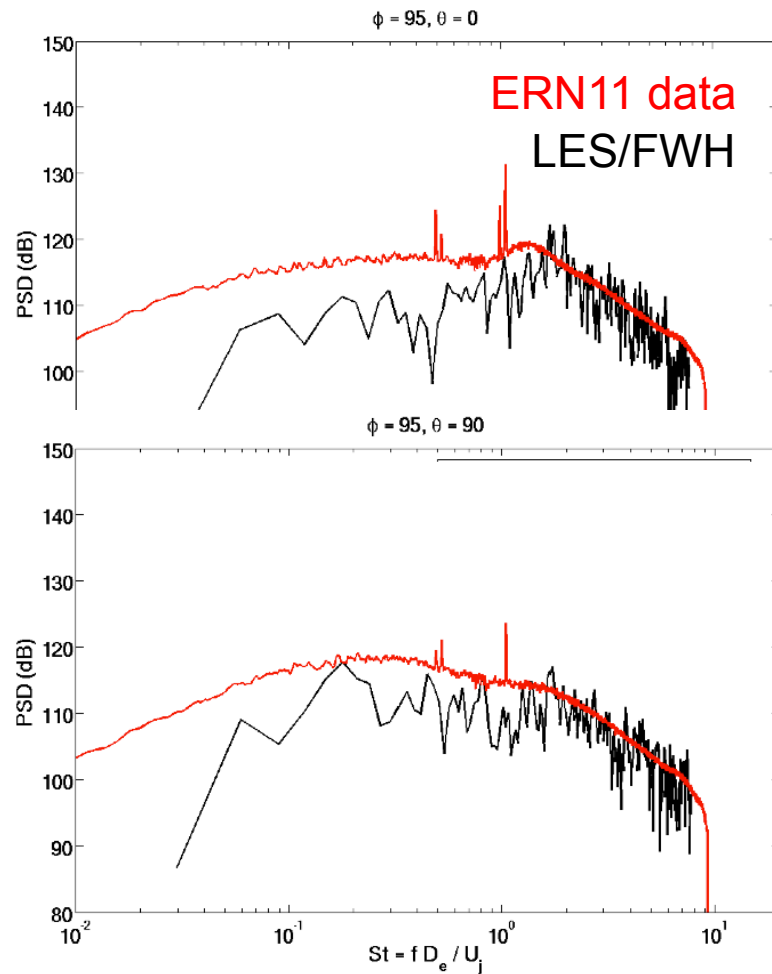 ϕ = 95, θ = 0
150
140
130
120
110
100
PSD (dB)
ERN11 data
LES/FWH
ϕ = 95, θ = 90
150
140
130
120
110
100
90
80
PSD (dB)
10^-2
10^-1
10^0
10^1
St = f D_e / U_j